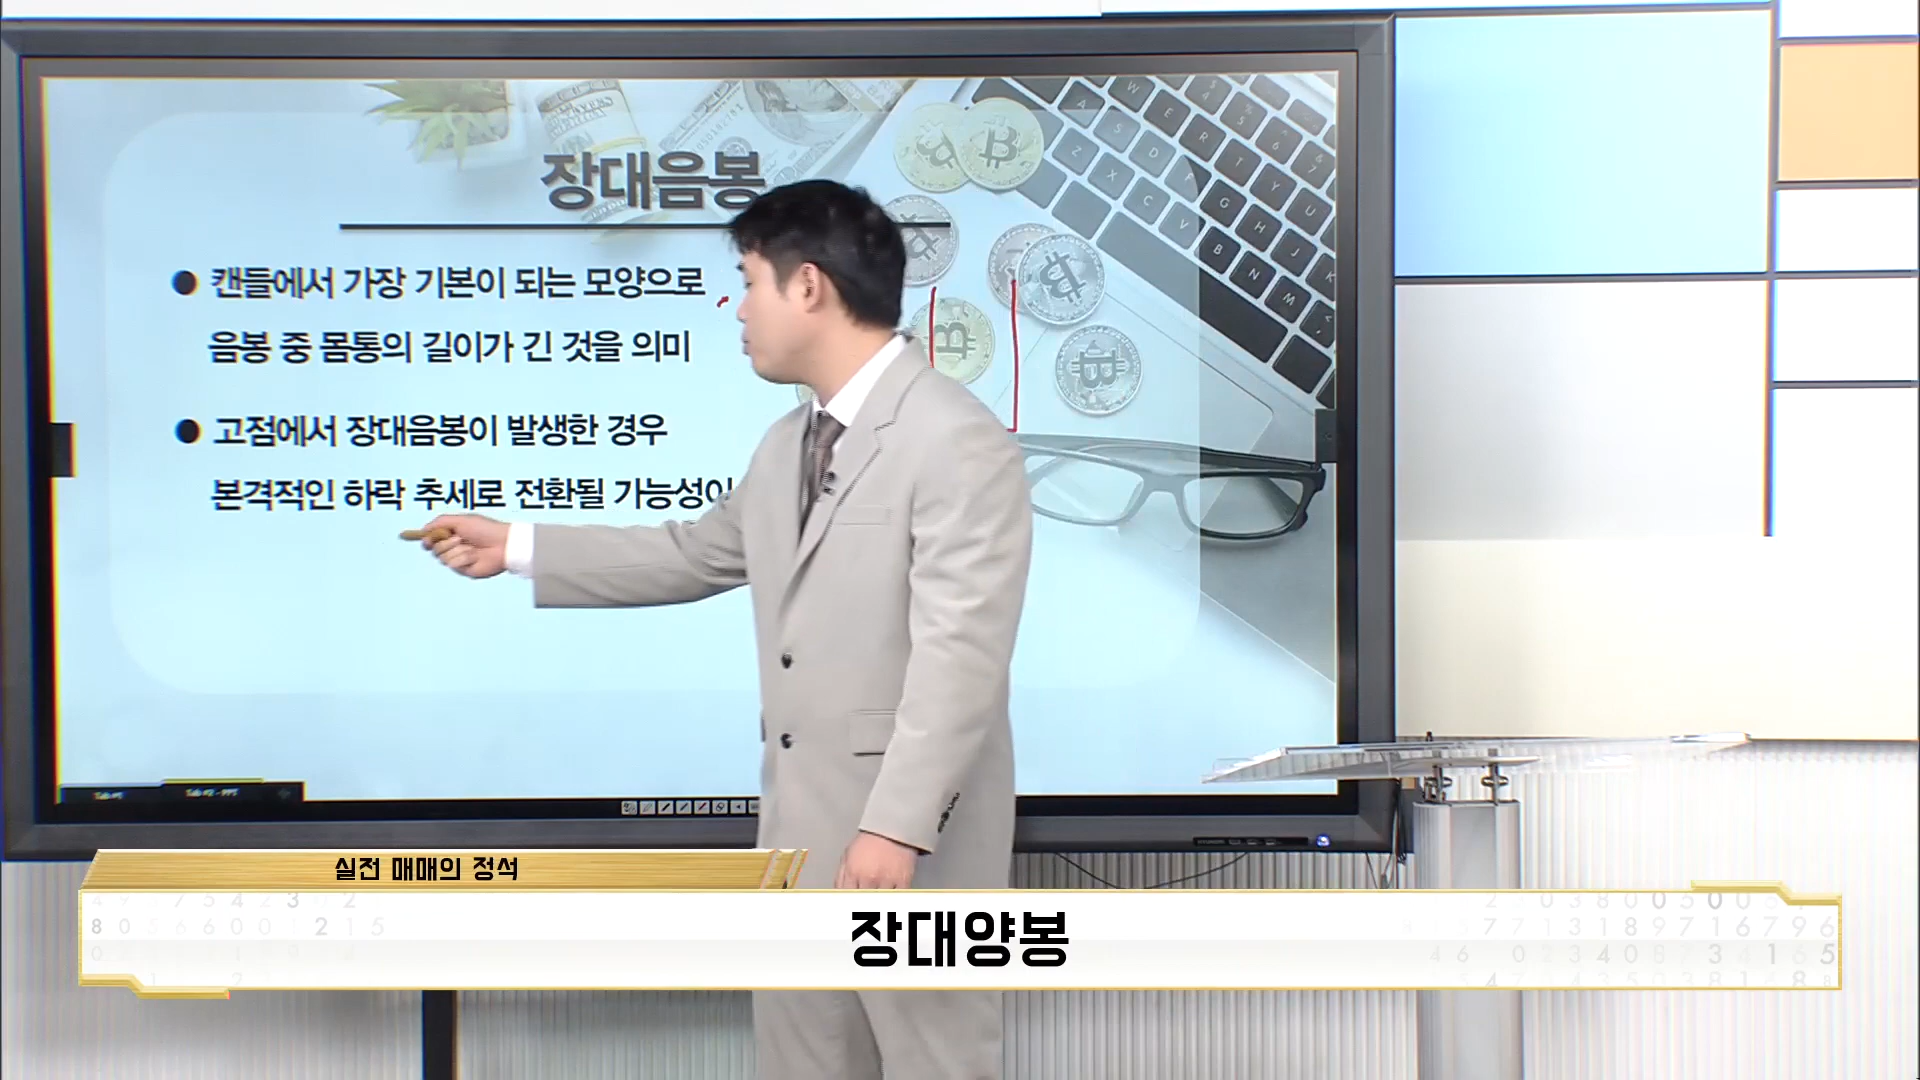 장대음봉
● 캔들에서 가장 기본이 되는 모양으로
음봉 중 몸통의 길이가 긴 것을 의미
● 고점에서 장대음봉이 발생한 경우
본격적인 하락 추세로 전환될 가능성이
실전 매매의 정석
장대양봉